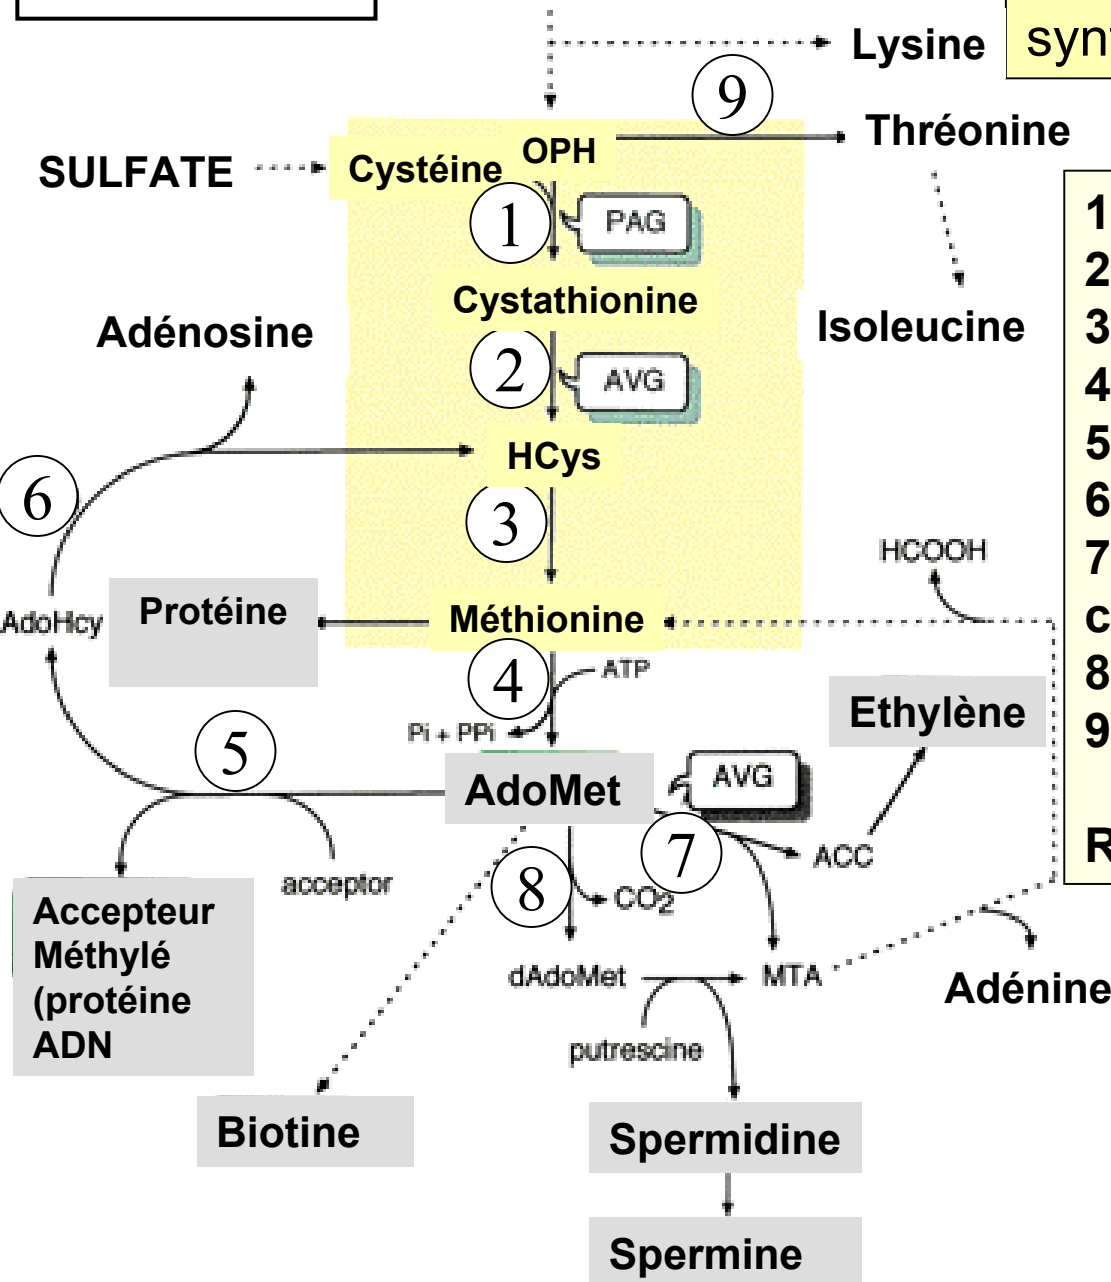 Lysine
synt
9
Thréonine
SULFATE
Cystéine
OPH
1
PAG
Cystathionine
Isoleucine
Adénosine
2
AVG
HCys
6
3
HCOOH
AdoHcy
Protéine
Méthionine
4
ATP
Pi + PPi
Ethylène
5
AdoMet
AVG
7
ACC
8
CO2
acceptor
Accepteur
Méthylé
(protéine
ADN
dAdoMet
MTA
Adénine
putrescine
Biotine
Spermidine
Spermine
1
2
3
4
5
6
7
c
8
9
R